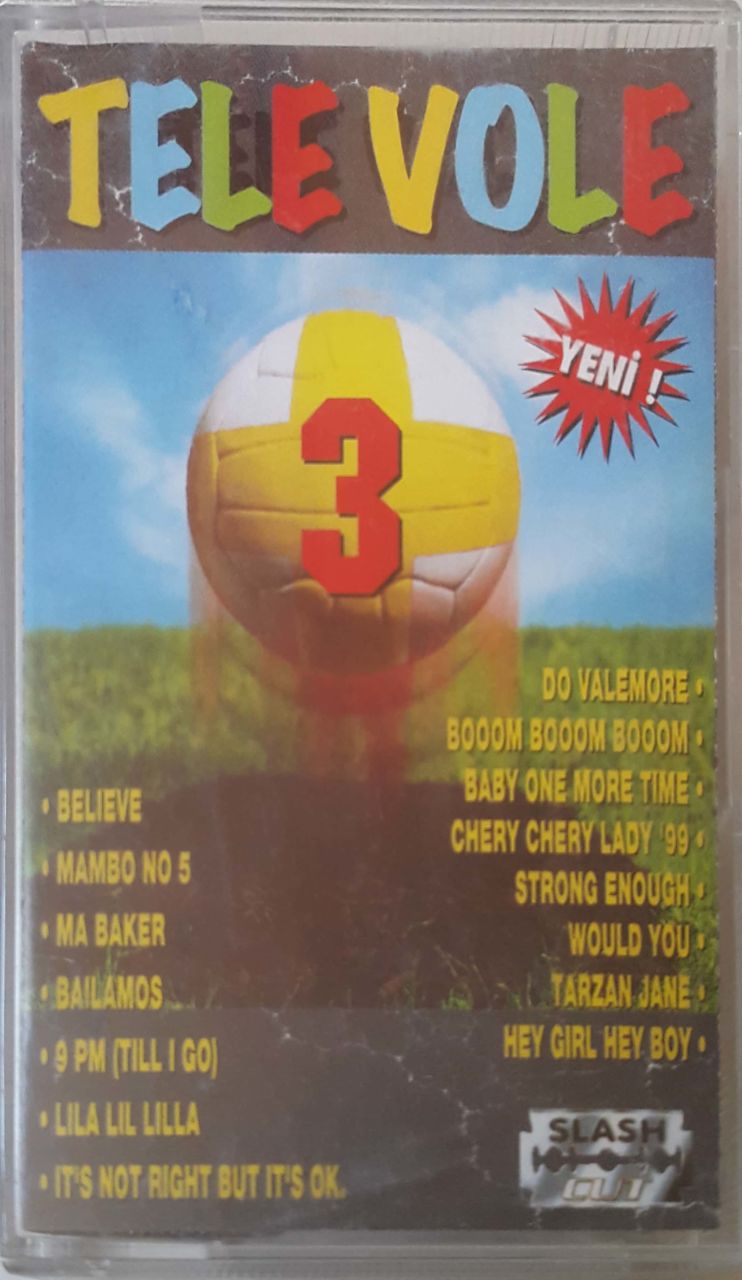 TELE VOLE
YENİ !
3
DO VALEMORE •
BOOOM BOOOM BOOOM •
BABY ONE MORE TIME •
CHERY CHERY LADY '99 •
STRONG ENOUGH •
WOULD YOU •
TARZAN JANE •
HEY GIRL HEY BOY •
• BELIEVE
• MAMBO NO 5
• MA BAKER
• BAILAMOS
• 9 PM (TILL I GO)
• LILA LIL LILLA
• IT'S NOT RIGHT BUT IT'S OK.
SLASH
CUT